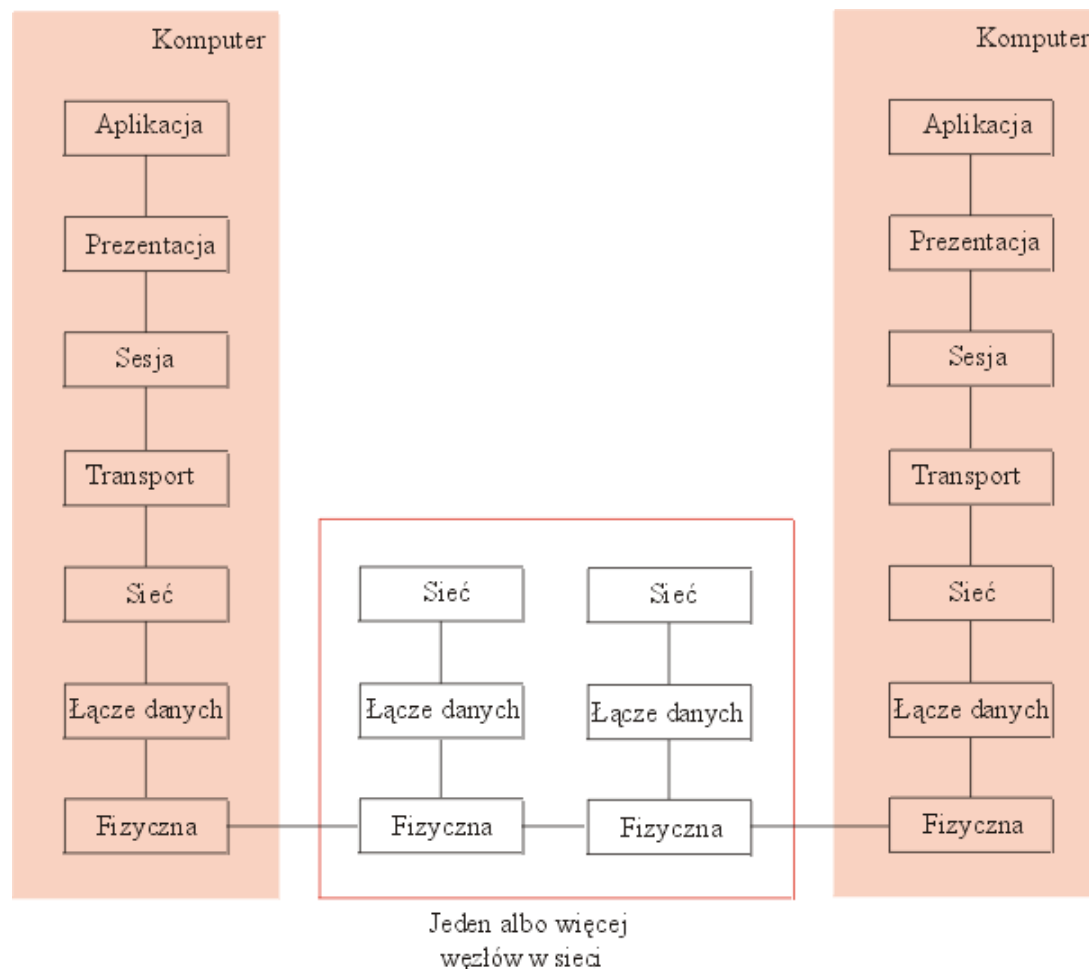 Komputer
Komputer
Aplikacja
Aplikacja
Prezentacja
Prezentacja
Sesja
Sesja
Transport
Transport
Sieć
Sieć
Sieć
Sieć
Łącze danych
Łącze danych
Łącze danych
Łącze danych
Fizyczna
Fizyczna
Fizyczna
Fizyczna
Jeden albo więcej
węzłów w sieci